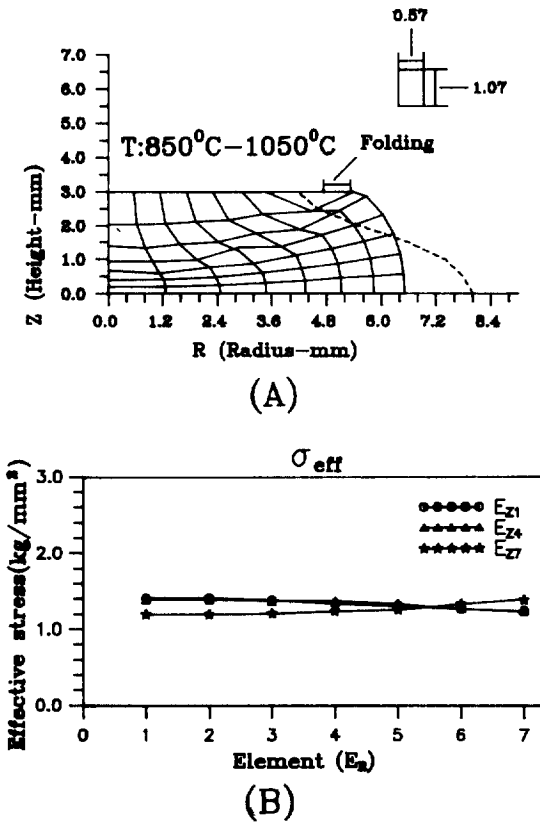 0.57
7.0
6.0
5.0
4.0
3.0
2.0
1.0
0.0
1.07
T:850⁰C-1050⁰C
Folding
Z (Height-mm)
0.0 1.2 2.4 3.6 4.8 6.0 7.2 8.4
R (Radius-mm)
(A)
σeff
3.0
2.0
1.0
0.0
Effective stress(kg/mm²)
EZ1
EZ4
EZ7
0 1 2 3 4 5 6 7
Element (ER)
(B)